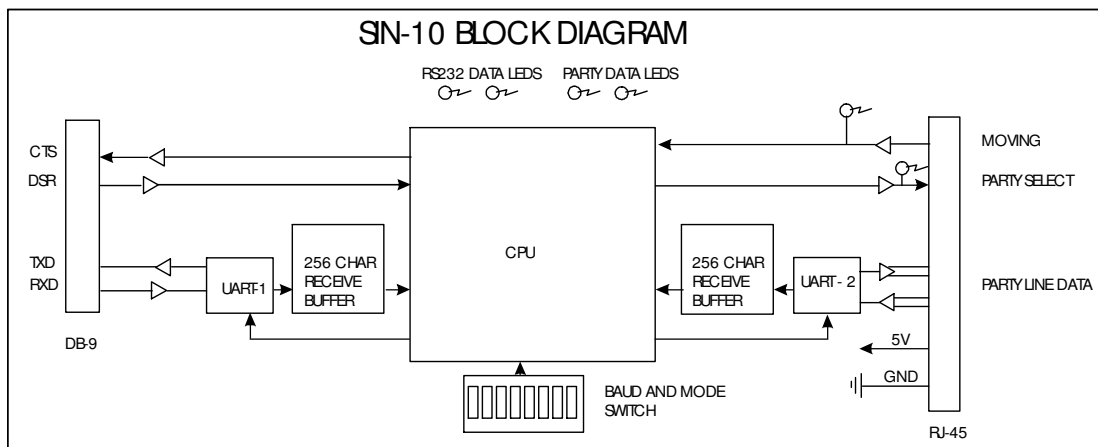 SIN-10 BLOCK DIAGRAM
RS232 DATA LEDS
PARTY DATA LEDS
CTS
DSR
TXD
RXD
DB-9
UART-1
256 CHAR
RECEIVE
BUFFER
CPU
256 CHAR
RECEIVE
BUFFER
UART - 2
MOVING
PARTY SELECT
PARTY LINE DATA
5V
GND
RJ-45
BAUD AND MODE
SWITCH